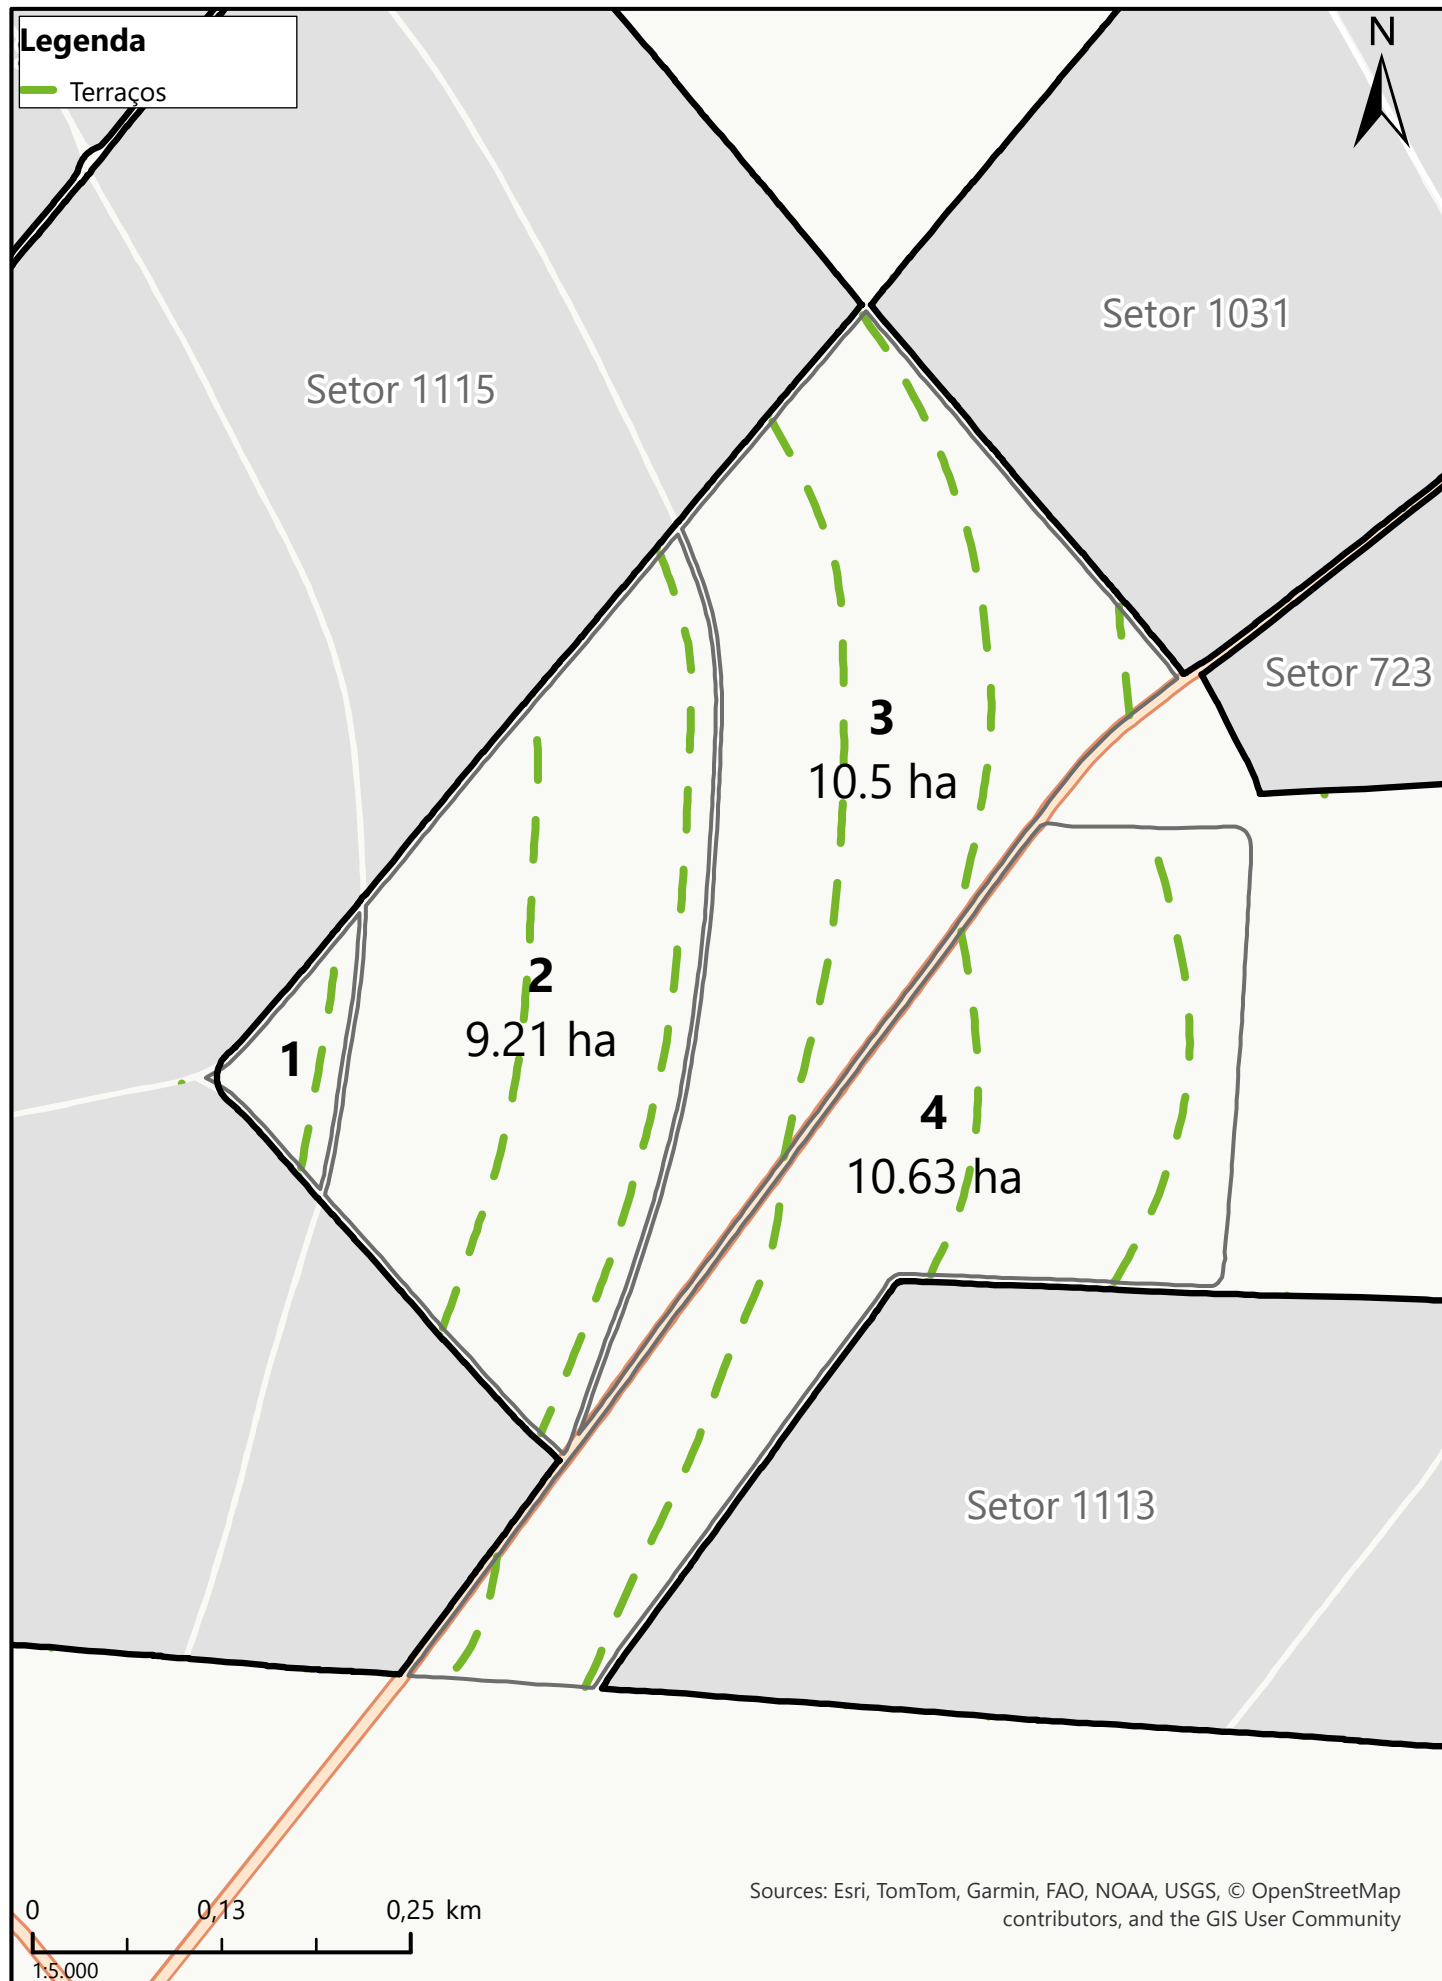 Legenda
Terraços
N
Setor 1031
Setor 1115
Setor 723
3
10.5 ha
2
9.21 ha
1
4
10.63 ha
Setor 1113
Sources: Esri, TomTom, Garmin, FAO, NOAA, USGS, © OpenStreetMap
contributors, and the GIS User Community
0 0,13 0,25 km
1:5.000